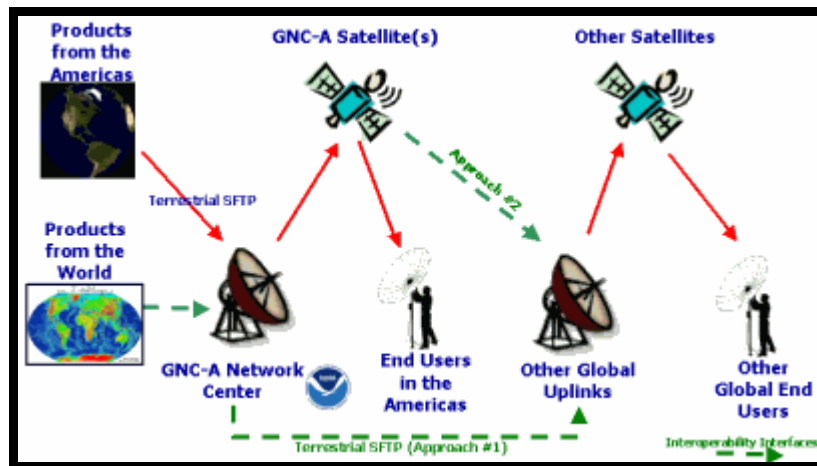 Products
from the
Americas
GNC-A Satellite(s)
Other Satellites
Approach #2
Terrestrial SFTP
Products
from the
World
GNC-A Network
Center
End Users
in the
Americas
Other Global
Uplinks
Other
Global End
Users
Terrestrial SFTP (Approach #1)
Interoperability Interfaces